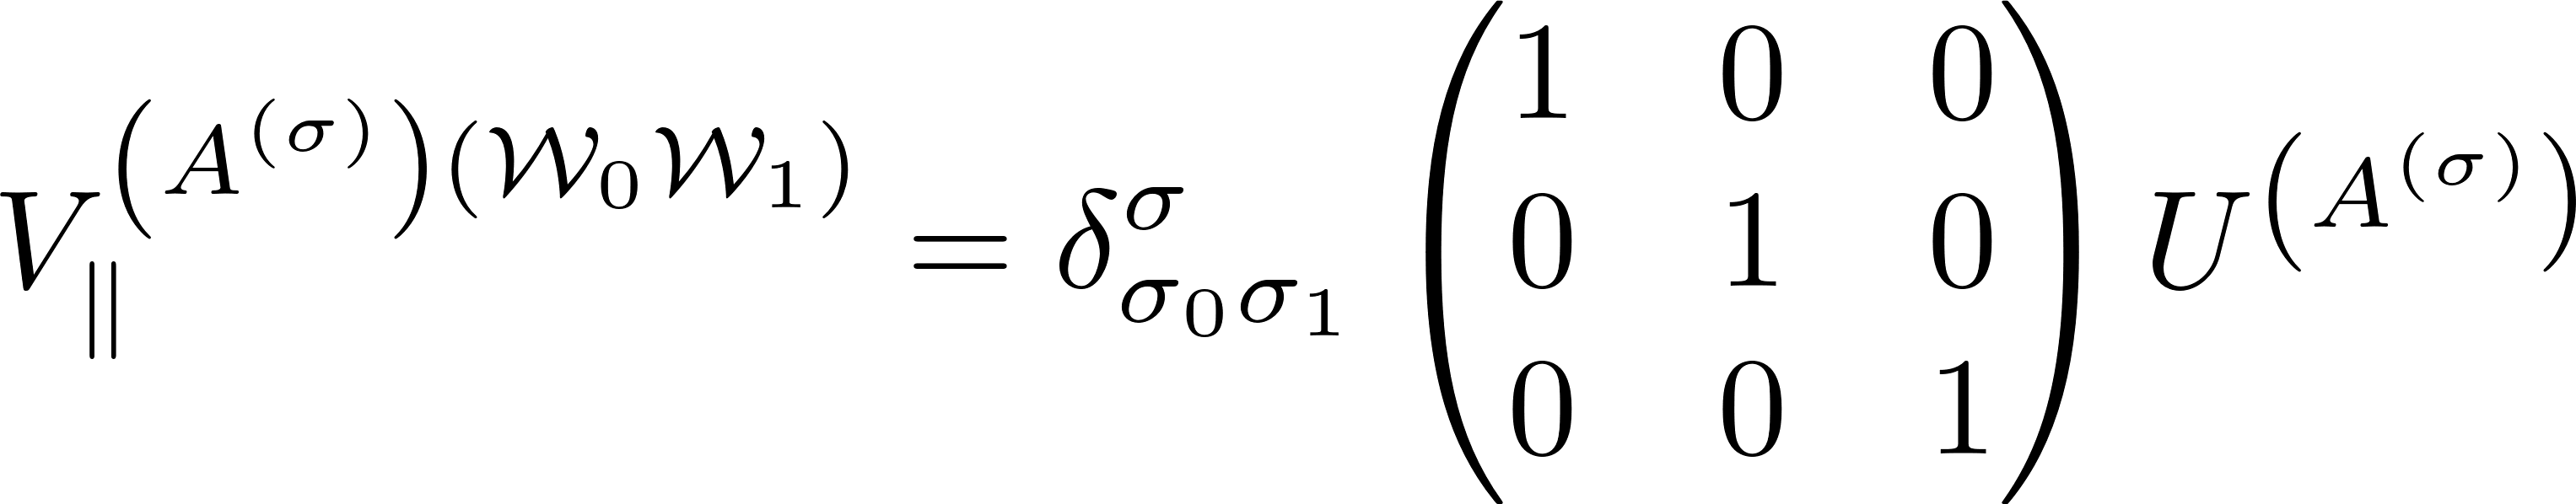 $V_{\parallel}^{\left(A^{(\sigma)}\right)(\mathcal{W}_0\mathcal{W}_1)} = \delta^{\sigma}_{\sigma_0\sigma_1} \begin{pmatrix} 1 & 0 & 0 \\ 0 & 1 & 0 \\ 0 & 0 & 1 \end{pmatrix} U^{\left(A^{(\sigma)}\right)}$